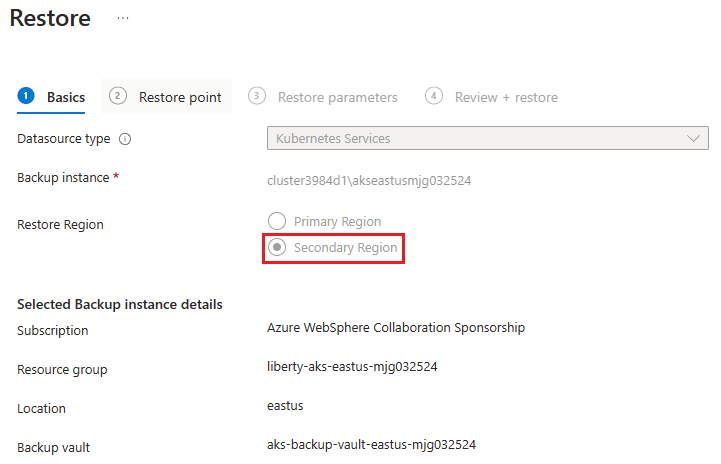 Restore ...
1 Basics 2 Restore point 3 Restore parameters 4 Review + restore
Datasource type Kubernetes Services
Backup instance * cluster3984d1\akseastusmjg032524
Restore Region Primary Region
Secondary Region
Selected Backup instance details
Subscription Azure WebSphere Collaboration Sponsorship
Resource group liberty-aks-eastus-mjg032524
Location eastus
Backup vault aks-backup-vault-eastus-mjg032524